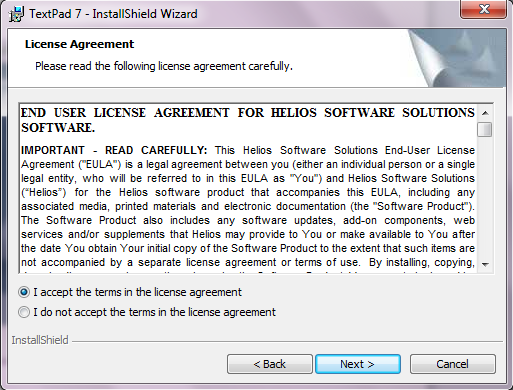 TextPad 7 - InstallShield Wizard
License Agreement
Please read the following license agreement carefully.
END USER LICENSE AGREEMENT FOR HELIOS SOFTWARE SOLUTIONS
SOFTWARE.
IMPORTANT - READ CAREFULLY: This Helios Software Solutions End-User License
Agreement ("EULA") is a legal agreement between you (either an individual person or a single
legal entity, who will be referred to in this EULA as "You") and Helios Software Solutions
("Helios") for the Helios software product that accompanies this EULA, including any
associated media, printed materials and electronic documentation (the "Software Product").
The Software Product also includes any software updates, add-on components, web
services and/or supplements that Helios may provide to You or make available to You after
the date You obtain Your initial copy of the Software Product to the extent that such items are
not accompanied by a separate license agreement or terms of use. By installing, copying,
I accept the terms in the license agreement
I do not accept the terms in the license agreement
InstallShield
< Back
Next >
Cancel